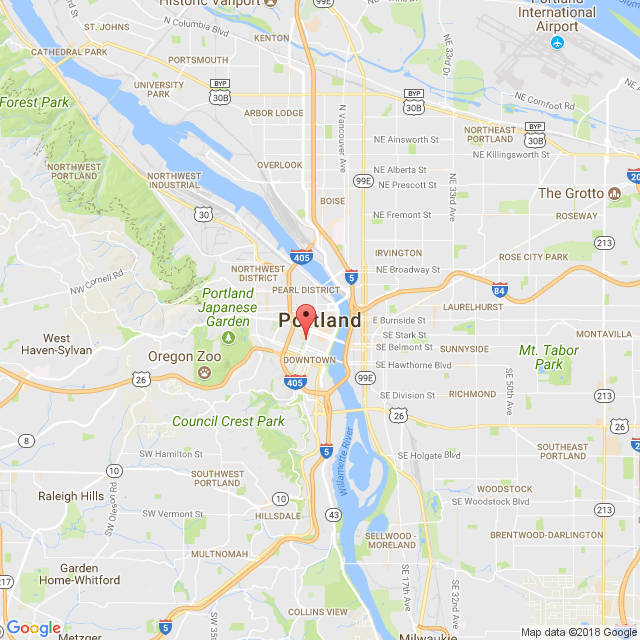 Historic Vanport
Portland
International
Airport
N Columbia Blvd
ST. JOHNS
KENTON
NE 33rd Dr
CATHEDRAL PARK
PORTSMOUTH
UNIVERSITY
PARK
BYP
30B
BYP
30B
NE Cornfoot Rd
Forest Park
ARBOR LODGE
N Vancouver Ave
NORTHEAST
PORTLAND
BYP
30B
NE Ainsworth St
NE Killingsworth St
OVERLOOK
NORTHWEST
PORTLAND
NORTHWEST
INDUSTRIAL
NE Alberta St
99E
NE Prescott St
NE 33rd Ave
The Grotto
30
BOISE
NE Fremont St
ROSEWAY
213
405
IRVINGTON
ROSE CITY PARK
NORTHWEST
DISTRICT
NE Broadway St
5
NW Cornell Rd
PEARL DISTRICT
84
Portland
Japanese
Garden
LAURELHURST
Portland
E Burnside St
SE Stark St
MONTAVILLA
West
Haven-Sylvan
SE Belmont St
SUNNYSIDE
Oregon Zoo
DOWNTOWN
SE Hawthorne Blvd
Mt. Tabor
Park
26
405
99E
SE Division St
RICHMOND
SE 50th Ave
Council Crest Park
26
26
8
5
Willamette River
SW Hamilton St
SE Holgate Blvd
SOUTHEAST
PORTLAND
10
SOUTHWEST
PORTLAND
Raleigh Hills
SW Oleson Rd
10
WOODSTOCK
SE Woodstock Blvd
213
SW Vermont St
HILLSDALE
43
SELLWOOD -
MORELAND
BRENTWOOD-DARLINGTON
MULTNOMAH
Garden
Home-Whitford
217
SE 17th Ave
SE 32nd Ave
COLLINS VIEW
5
Google
Metzger
SW 35
Milwaukie
Map data ©2018 Google